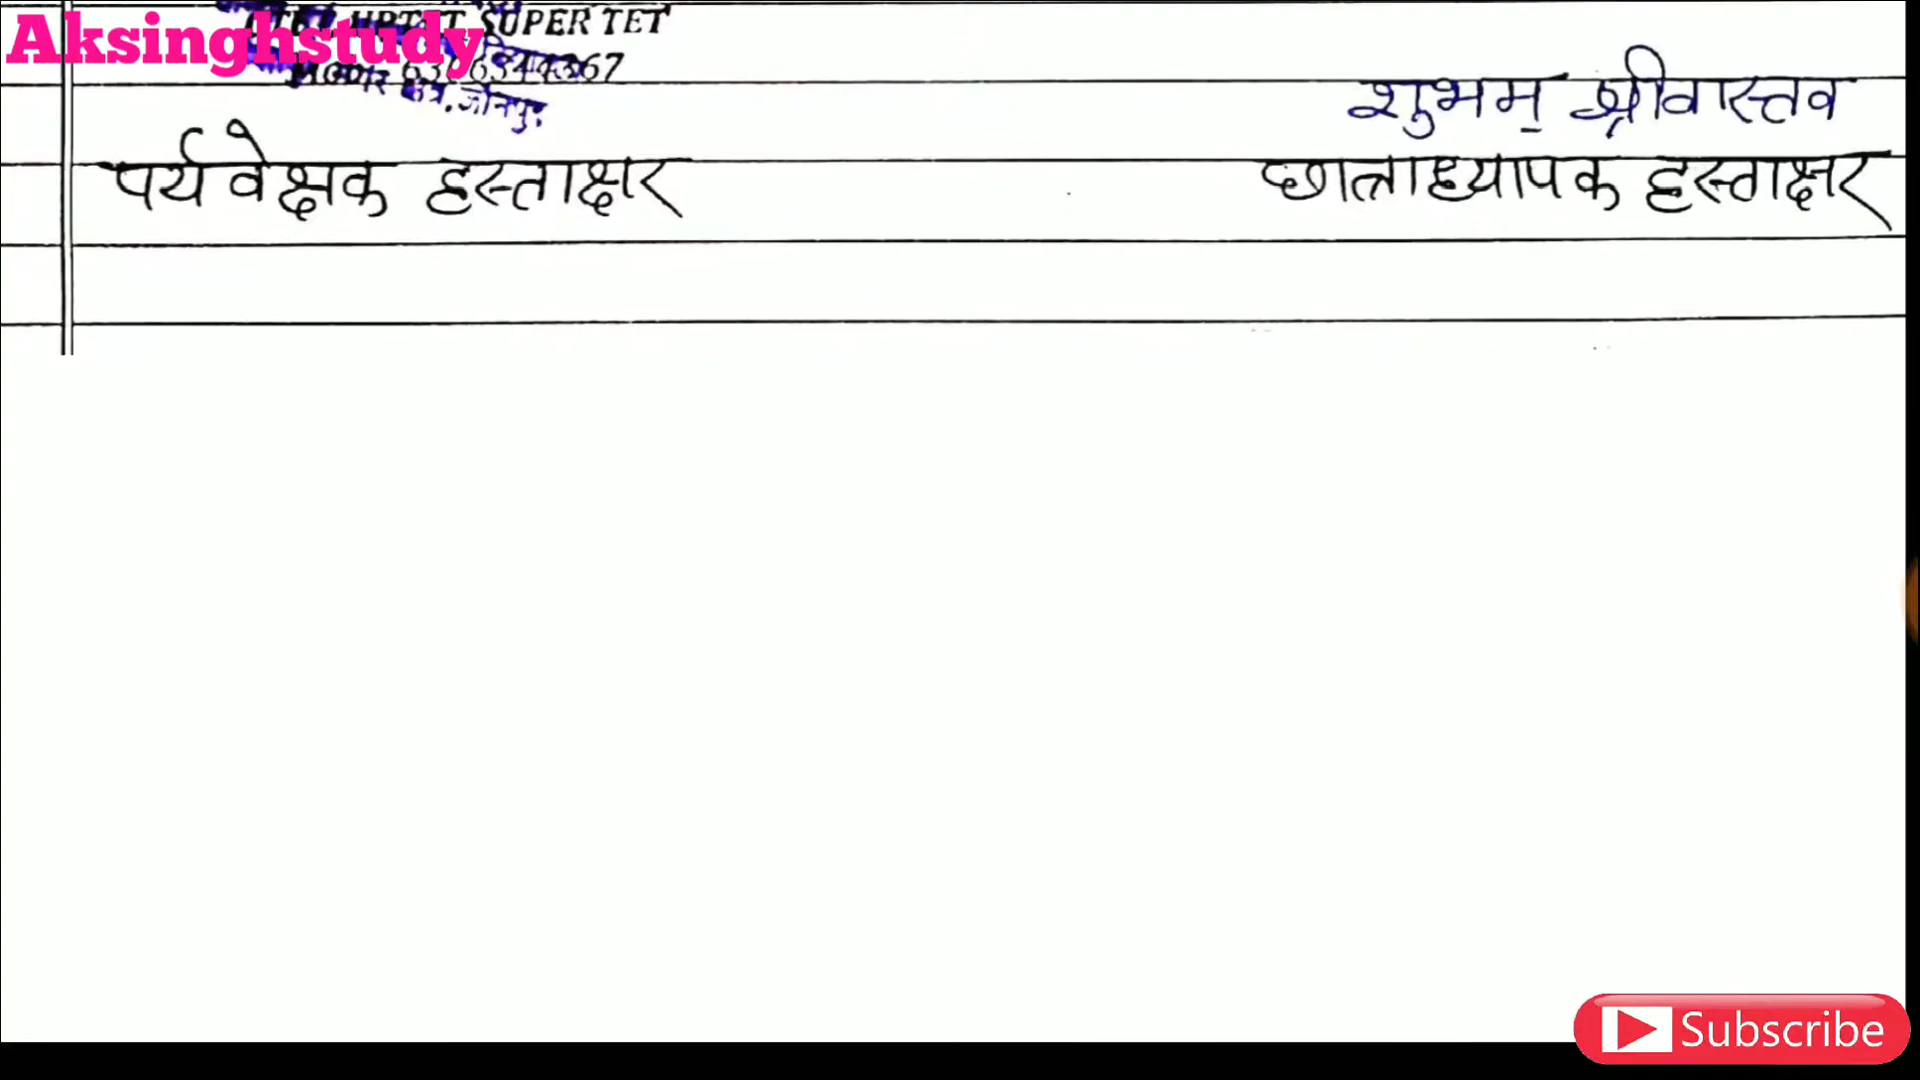 Aksinghstudy
SUPER TET
शुभम् श्रीवास्तव
पर्यवेक्षक हस्ताक्षर
छात्राध्यापक हस्ताक्षर
Subscribe